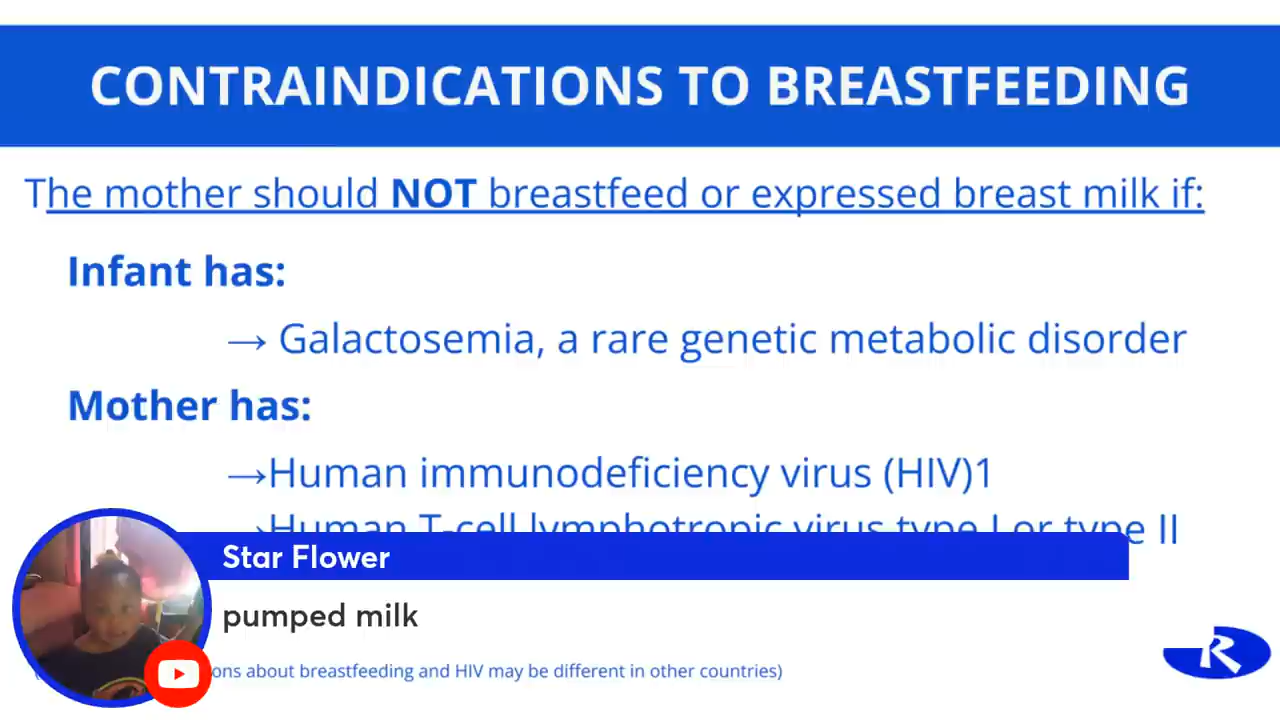 CONTRAINDICATIONS TO BREASTFEEDING
The mother should NOT breastfeed or expressed breast milk if:
Infant has:
→ Galactosemia, a rare genetic metabolic disorder
Mother has:
→Human immunodeficiency virus (HIV)1
→Human T-cell lymphotropic virus type I or type II
Star Flower
pumped milk
about breastfeeding and HIV may be different in other countries)
R